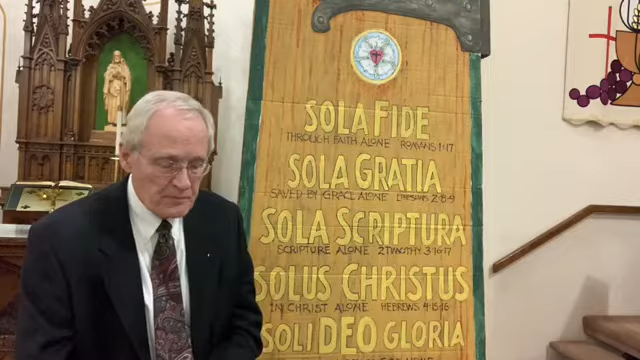 SOLA FIDE
THROUGH FAITH ALONE ROMANS 1:17
SOLA GRATIA
SAVED BY GRACE ALONE 2:8-9
SOLA SCRIPTURA
SCRIPTURE ALONE 2 TIMOTHY 3:16-17
SOLUS CHRISTUS
IN CHRIST ALONE HEBREWS 4:15-16
SOLI DEO GLORIA